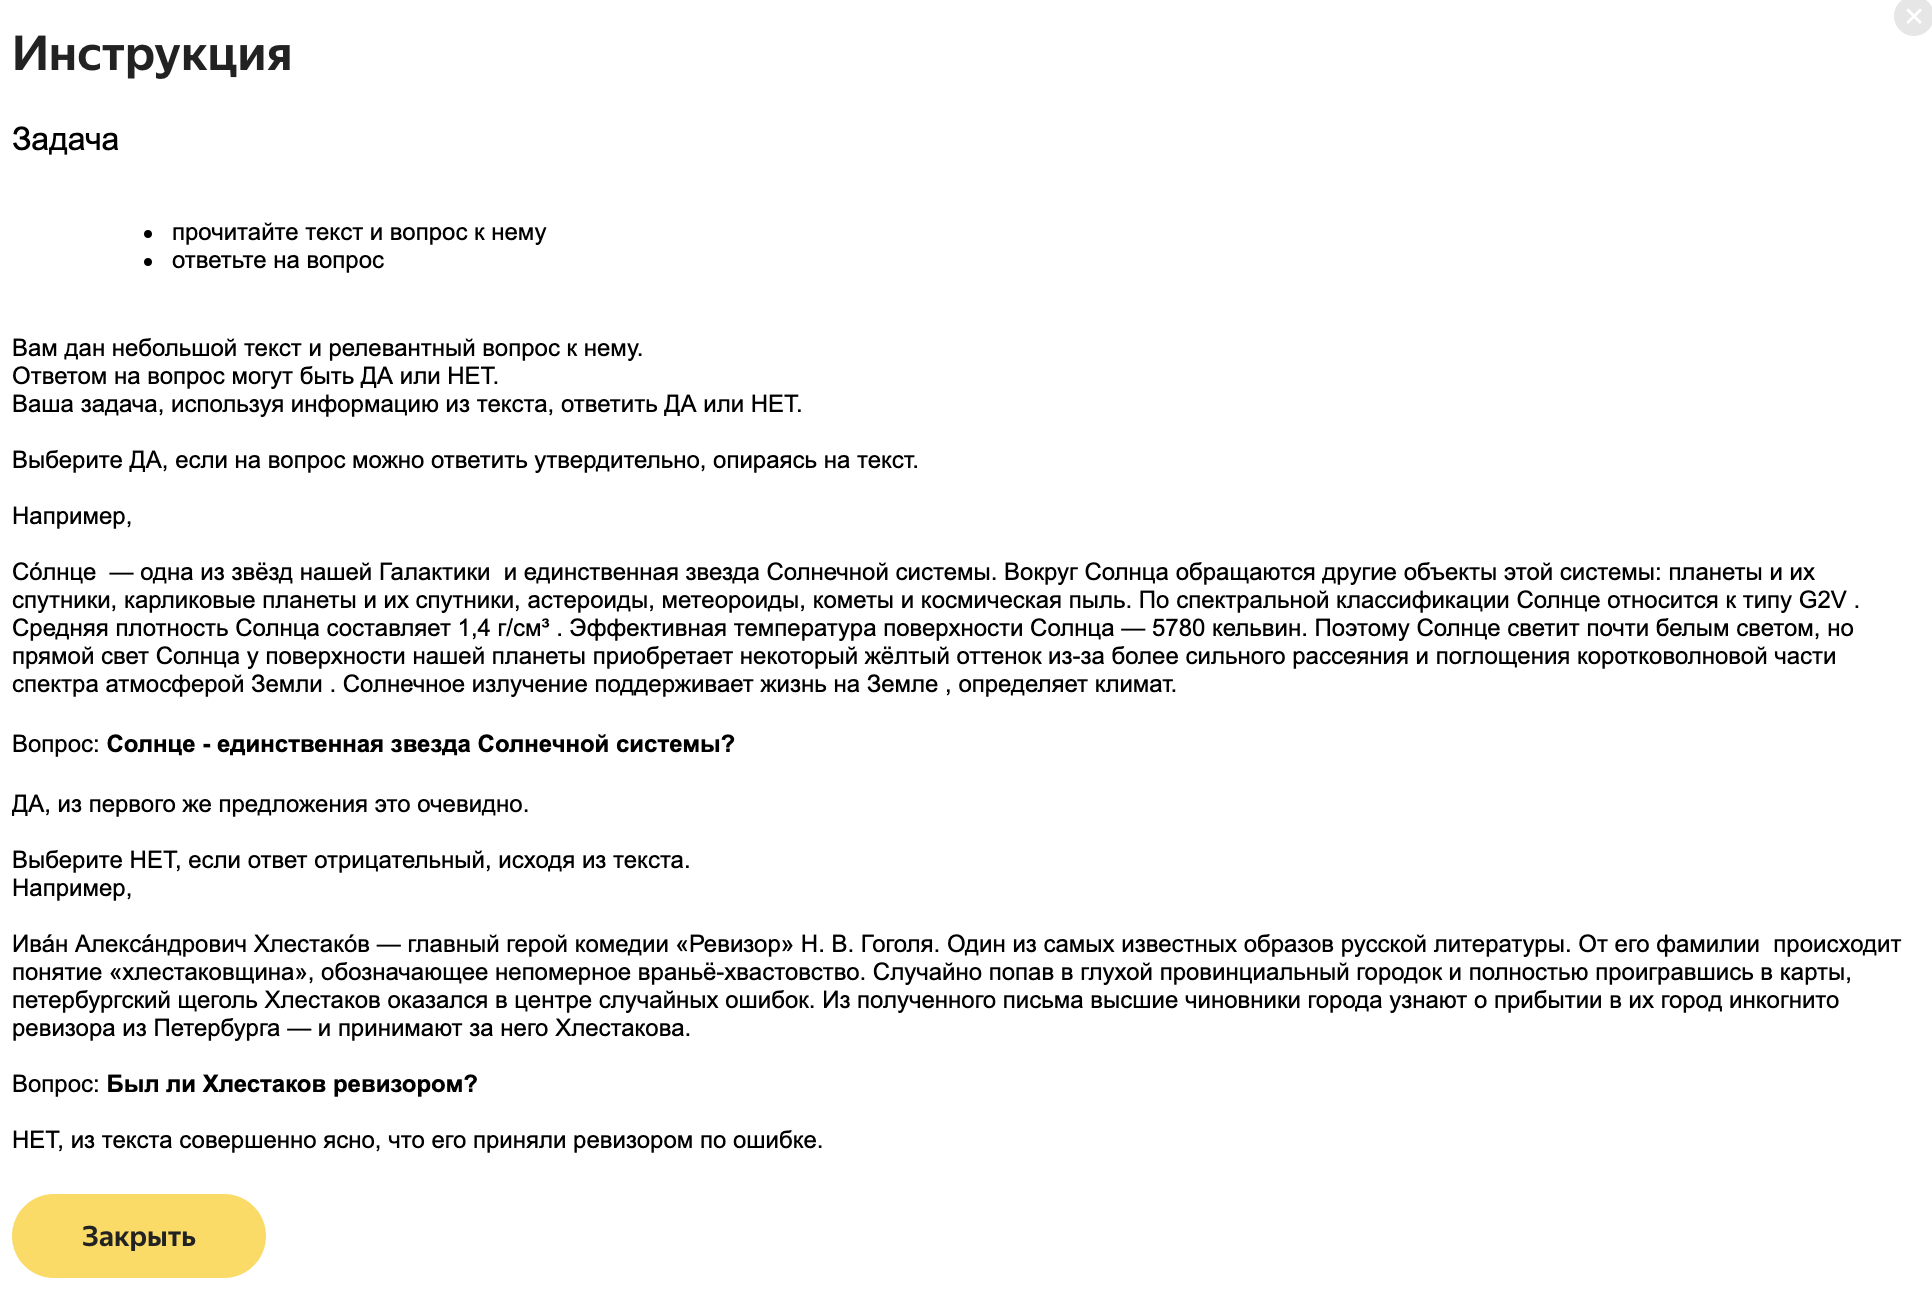 Инструкция
Задача
• прочитайте текст и вопрос к нему
• ответьте на вопрос
Вам дан небольшой текст и релевантный вопрос к нему.
Ответом на вопрос могут быть ДА или НЕТ.
Ваша задача, используя информацию из текста, ответить ДА или НЕТ.
Выберите ДА, если на вопрос можно ответить утвердительно, опираясь на текст.
Например,
Со́лнце  — одна из звёзд нашей Галактики  и единственная звезда Солнечной системы. Вокруг Солнца обращаются другие объекты этой системы: планеты и их
спутники, карликовые планеты и их спутники, астероиды, метеороиды, кометы и космическая пыль. По спектральной классификации Солнце относится к типу G2V .
Средняя плотность Солнца составляет 1,4 г/см³ . Эффективная температура поверхности Солнца — 5780 кельвин. Поэтому Солнце светит почти белым светом, но
прямой свет Солнца у поверхности нашей планеты приобретает некоторый жёлтый оттенок из-за более сильного рассеяния и поглощения коротковолновой части
спектра атмосферой Земли . Солнечное излучение поддерживает жизнь на Земле , определяет климат.
Вопрос: Солнце - единственная звезда Солнечной системы?
ДА, из первого же предложения это очевидно.
Выберите НЕТ, если ответ отрицательный, исходя из текста.
Например,
Ива́н Алекса́ндрович Хлестако́в — главный герой комедии «Ревизор» Н. В. Гоголя. Один из самых известных образов русской литературы. От его фамилии  происходит
понятие «хлестаковщина», обозначающее непомерное враньё-хвастовство. Случайно попав в глухой провинциальный городок и полностью проигравшись в карты,
петербургский щеголь Хлестаков оказался в центре случайных ошибок. Из полученного письма высшие чиновники города узнают о прибытии в их город инкогнито
ревизора из Петербурга — и принимают за него Хлестакова.
Вопрос: Был ли Хлестаков ревизором?
НЕТ, из текста совершенно ясно, что его приняли ревизором по ошибке.
Закрыть